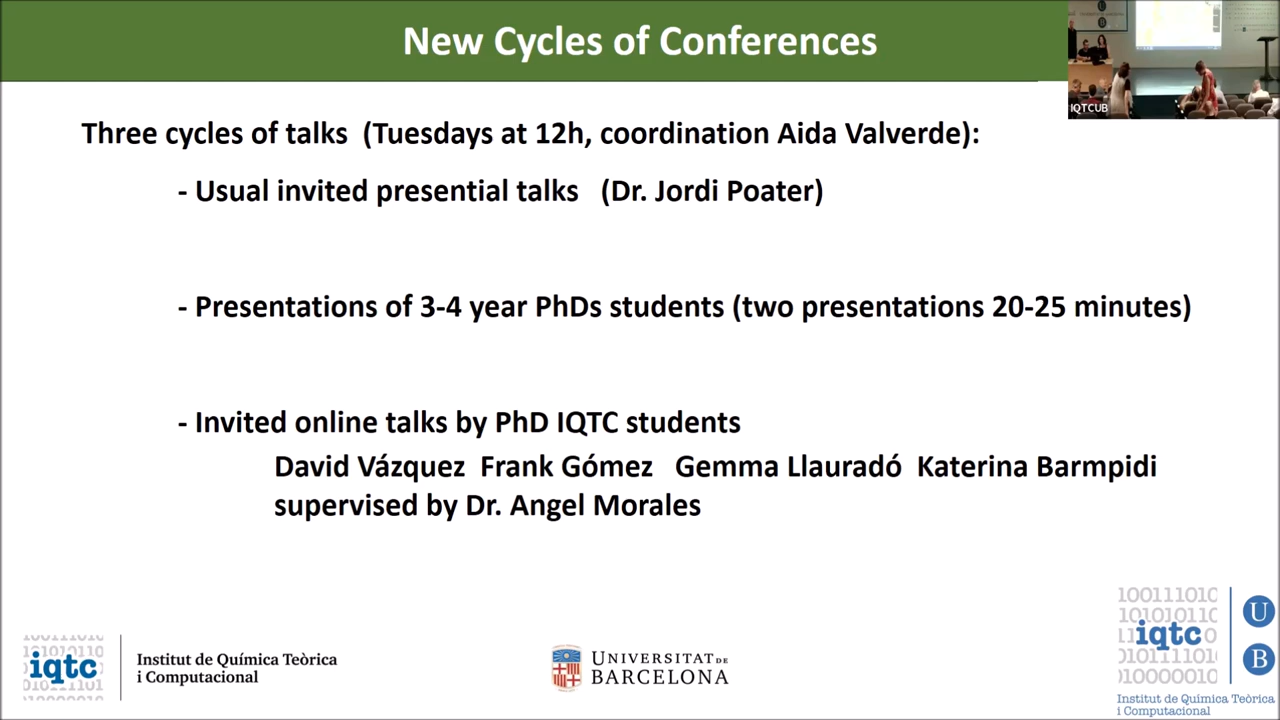 New Cycles of Conferences
IQTCUB
Three cycles of talks (Tuesdays at 12h, coordination Aida Valverde):
- Usual invited presential talks (Dr. Jordi Poater)
- Presentations of 3-4 year PhDs students (two presentations 20-25 minutes)
- Invited online talks by PhD IQTC students
David Vázquez Frank Gómez Gemma Llauradó Katerina Barmpidi
supervised by Dr. Angel Morales
iqtc
Institut de Química Teòrica
i Computacional
UNIVERSITAT DE
BARCELONA
iqtc
U
B
Institut de Química Teòrica
i Computacional